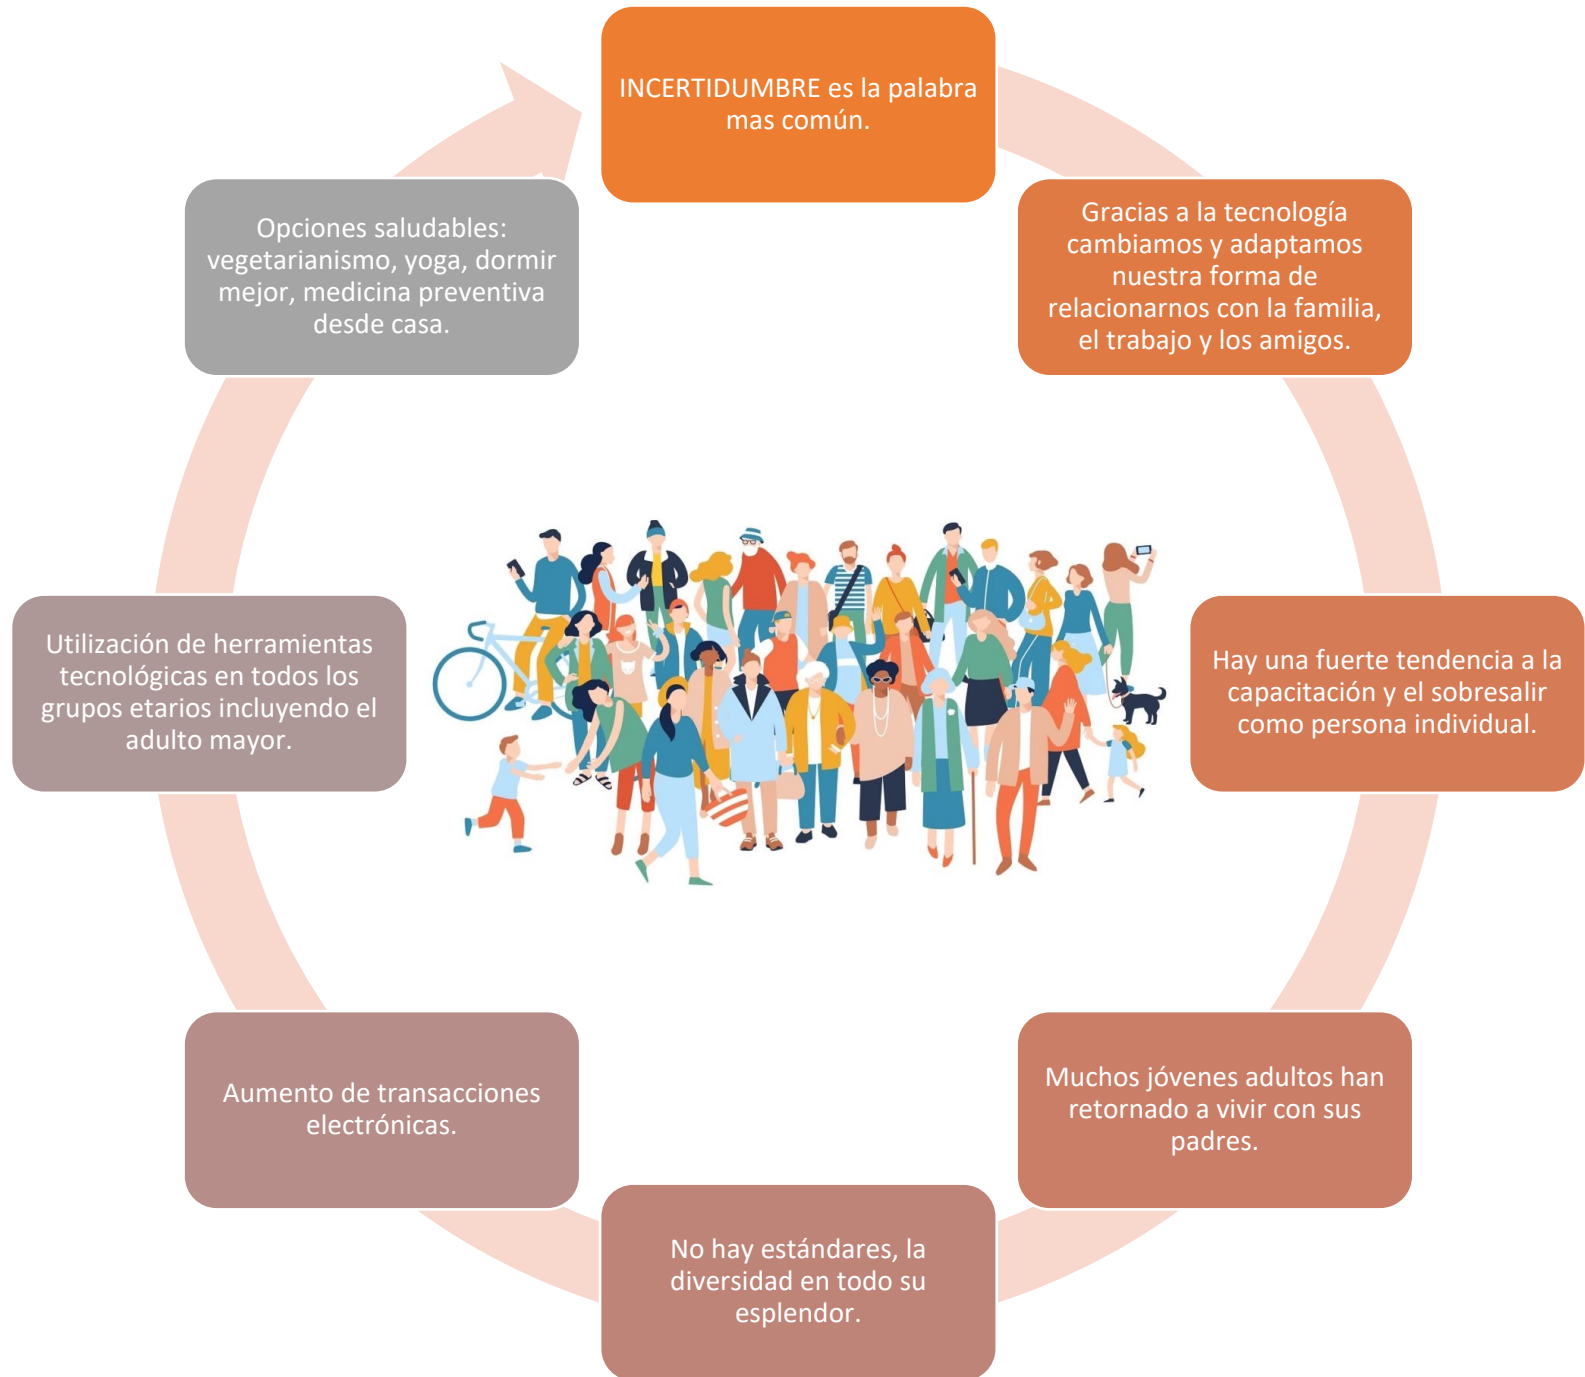 INCERTIDUMBRE es la palabra
mas común.
Gracias a la tecnología
cambiamos y adaptamos
nuestra forma de
relacionarnos con la familia,
el trabajo y los amigos.
Hay una fuerte tendencia a la
capacitación y el sobresalir
como persona individual.
Muchos jóvenes adultos han
retornado a vivir con sus
padres.
No hay estándares, la
diversidad en todo su
esplendor.
Aumento de transacciones
electrónicas.
Utilización de herramientas
tecnológicas en todos los
grupos etarios incluyendo el
adulto mayor.
Opciones saludables:
vegetarianismo, yoga, dormir
mejor, medicina preventiva
desde casa.